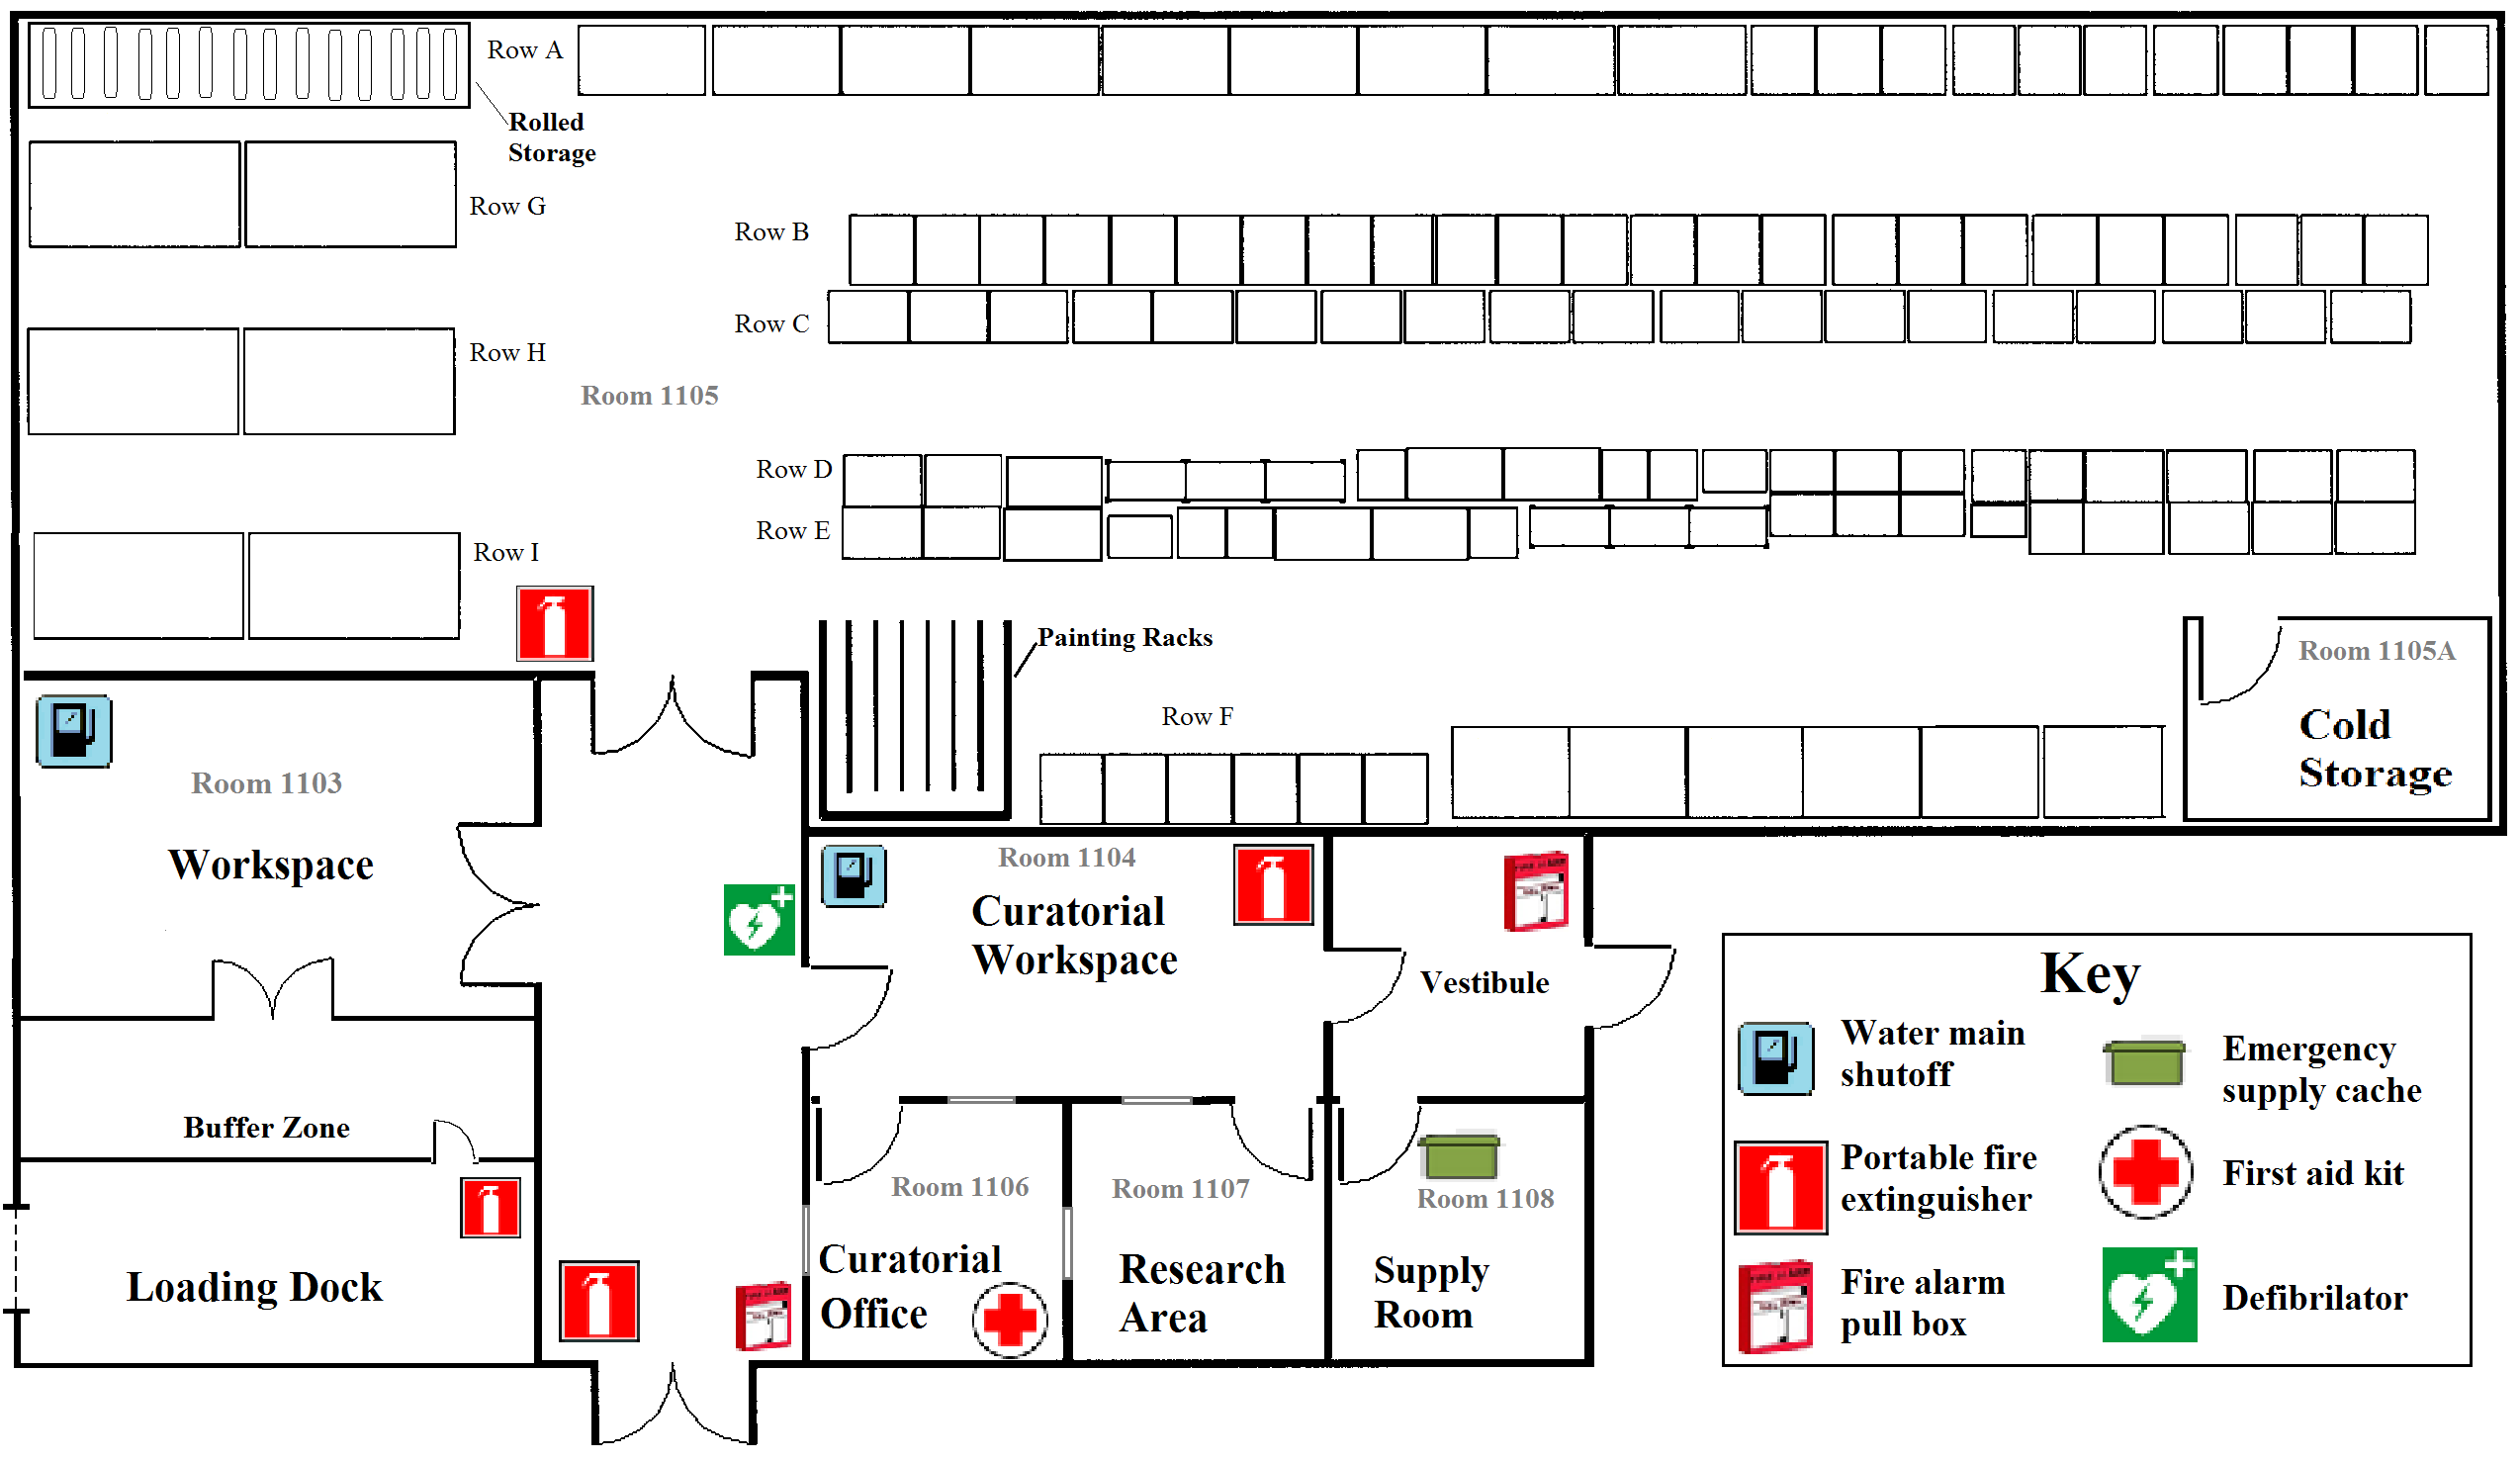 Row A
Rolled
Storage
Row G
Row B
Row C
Row H
Room 1105
Row D
Row E
Row I
Painting Racks
Room 1105A
Cold
Storage
Row F
Room 1103
Workspace
Room 1104
Curatorial
Workspace
Vestibule
Buffer Zone
Loading Dock
Room 1106
Curatorial
Office
Room 1107
Research
Area
Room 1108
Supply
Room
Key
Water main
shutoff
Emergency
supply cache
Portable fire
extinguisher
First aid kit
Fire alarm
pull box
Defibrilator